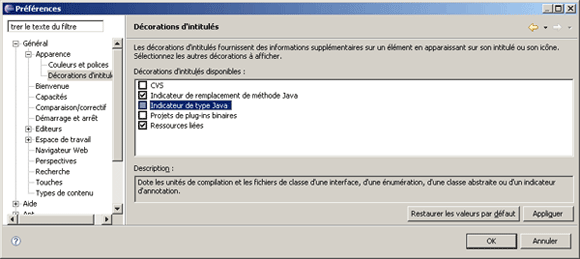 Préférences
trer le texte du filtre
Général
Apparence
Couleurs et polices
Décorations d'intitulé
Bienvenue
Capacités
Comparaison/correctif
Démarrage et arrêt
Editeurs
Espace de travail
Navigateur Web
Perspectives
Recherche
Touches
Types de contenu
Aide
Ant
Décorations d'intitulés
Les décorations d'intitulés fournissent des informations supplémentaires sur un élément en apparaissant sur son intitulé ou son icône.
Sélectionnez les autres décorations à afficher.
Décorations d'intitulés disponibles :
CVS
Indicateur de remplacement de méthode Java
Indicateur de type Java
Projets de plug-ins binaires
Ressources liées
Description :
Dote les unités de compilation et les fichiers de classe d'une interface, d'une énumération, d'une classe abstraite ou d'un indicateur
d'annotation.
Restaurer les valeurs par défaut
Appliquer
?
OK
Annuler